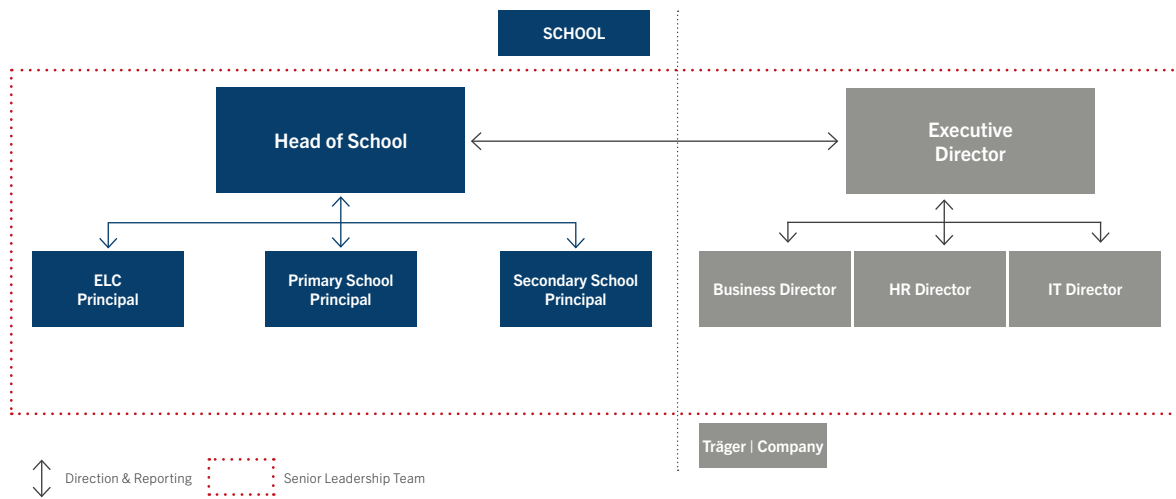 SCHOOL
Head of School
Executive
Director
ELC
Principal
Primary School
Principal
Secondary School
Principal
Business Director
HR Director
IT Director
Träger | Company
Direction & Reporting
Senior Leadership Team